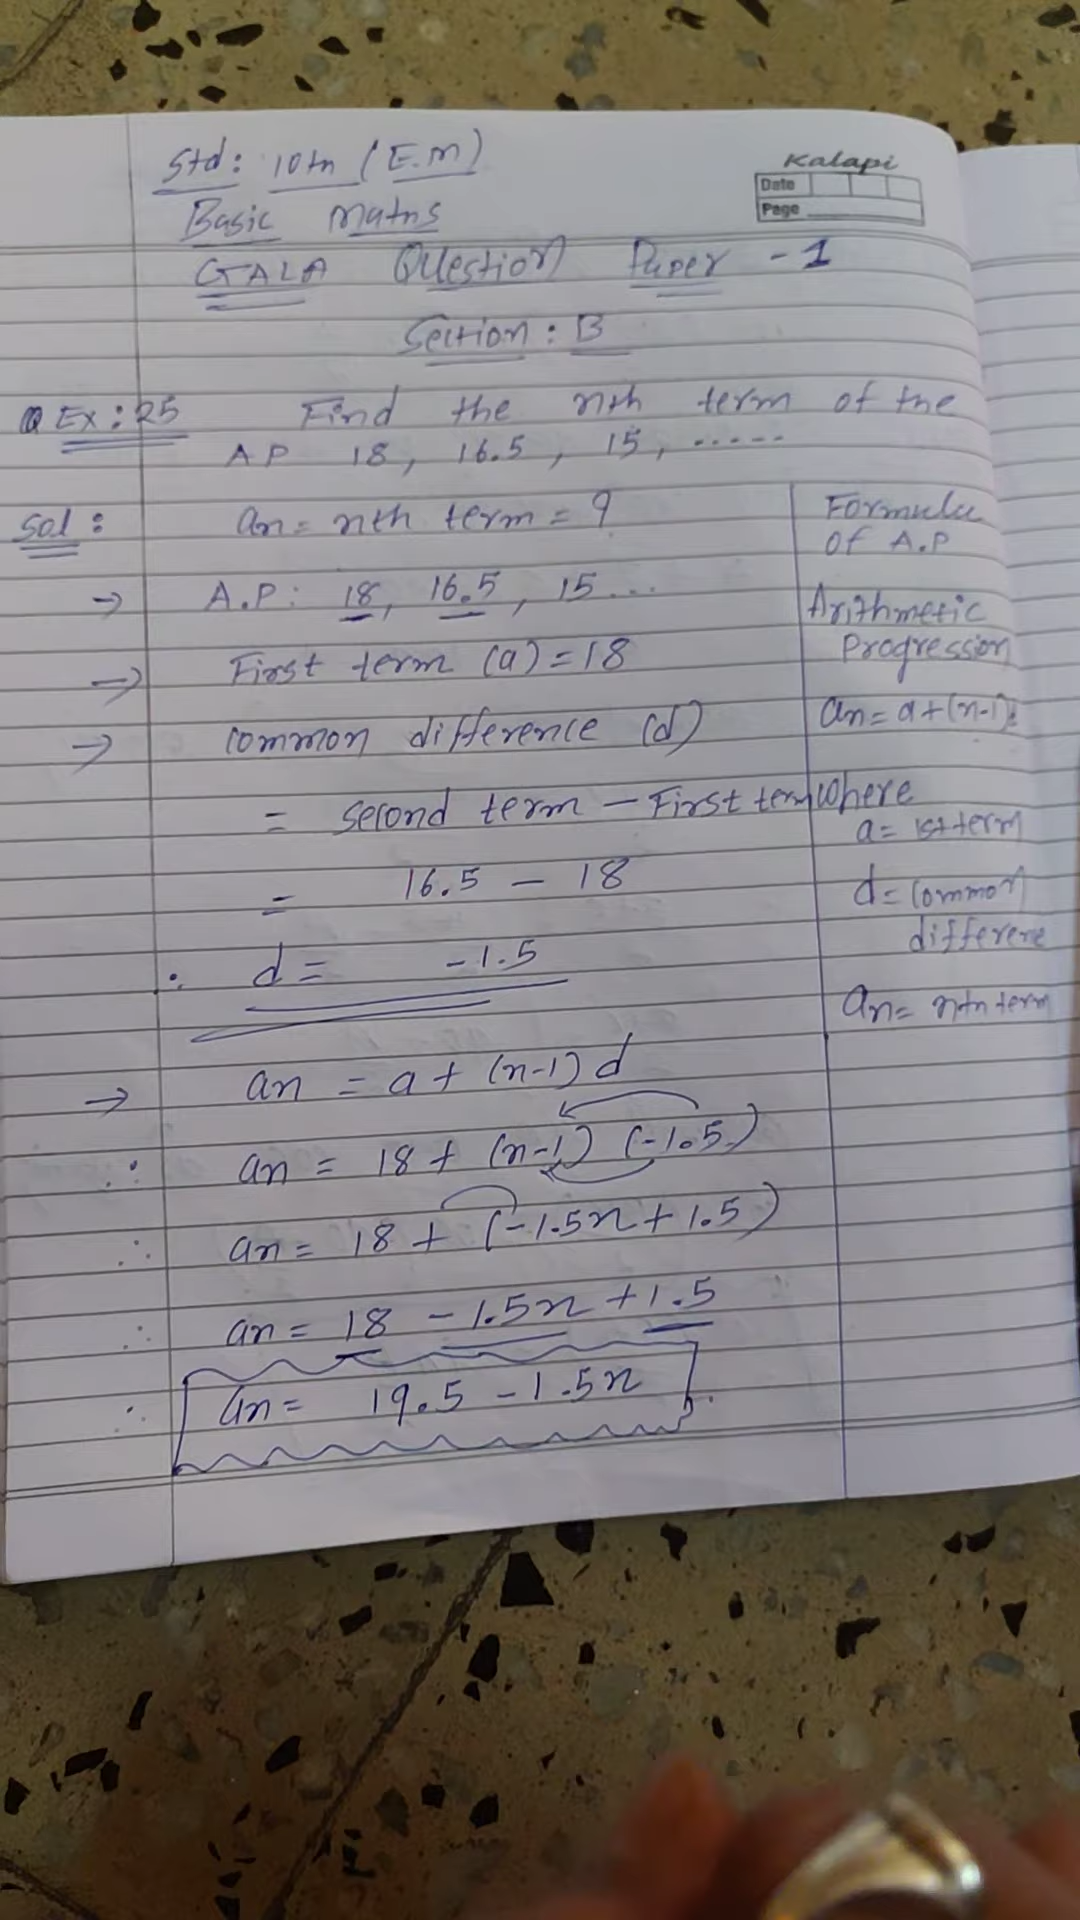 Std: 10th (E.M)
Kalapi
Date
Page
Basic Maths
GALA Question Paper - 1
Section: B
Q Ex: 25 Find the nth term of the
A P 18, 16.5, 15, .....
Sol: an = nth term = ?
→ A.P: 18, 16.5, 15...
→ First term (a) = 18
→ common difference (d)
= second term - First term
= 16.5 - 18
∴ d = -1.5
→ an = a + (n-1) d
∴ an = 18 + (n-1) (-1.5)
∴ an = 18 + (-1.5n + 1.5)
∴ an = 18 - 1.5n + 1.5
∴ an = 19.5 - 1.5n
Formula
of A.P
Arithmetic
Progression
an = a + (n-1)
where
a = 1st term
d = common
differene
an = nth term